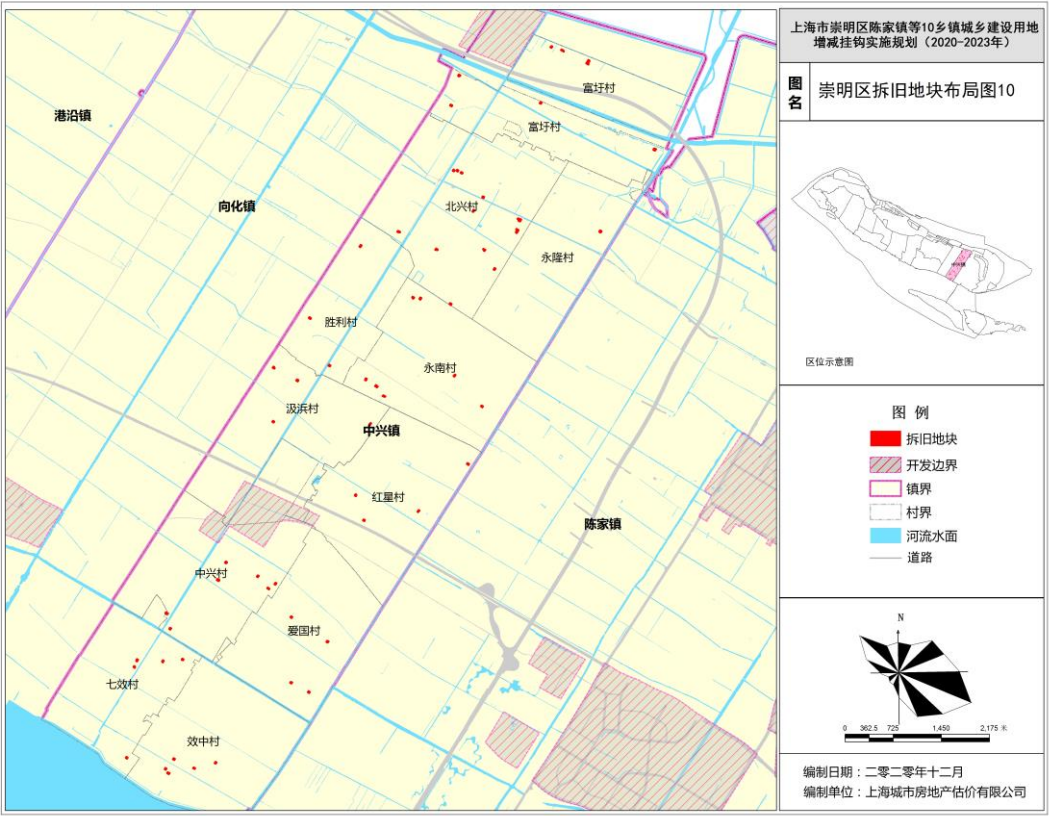 上海市崇明区陈家镇等10乡镇城乡建设用地
增减挂钩实施规划（2020-2023年）
图名
崇明区拆旧地块布局图10
港沿镇
向化镇
富圩村
富圩村
北兴村
永隆村
胜利村
永南村
汲浜村
中兴镇
红星村
陈家镇
中兴村
爱国村
七效村
效中村
区位示意图
图 例
拆旧地块
开发边界
镇界
村界
河流水面
道路
N
0 362.5 725 1,450 2,175 米
编制日期：二零二零年十二月
编制单位：上海城市房地产估价有限公司